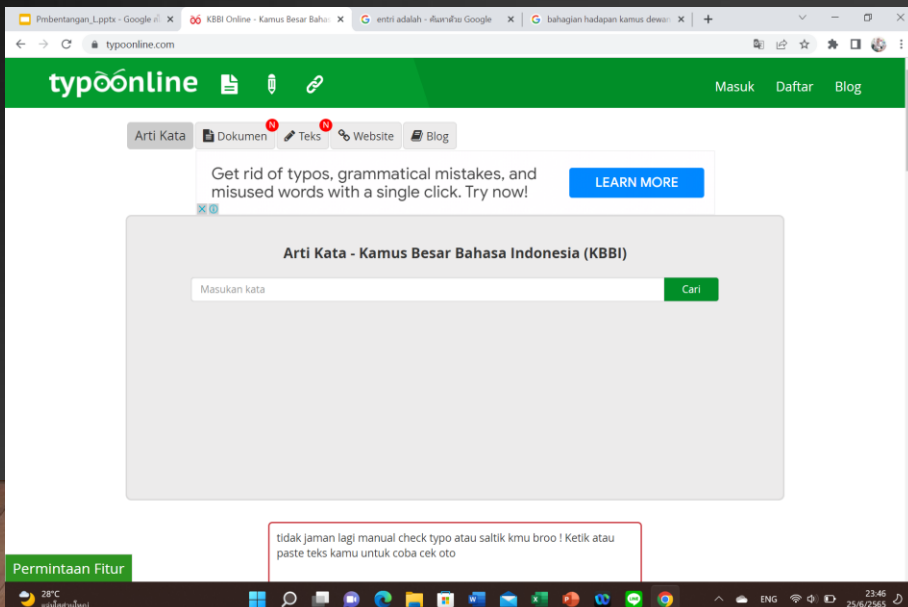 Pmbentangan_L.pptx - Google
KBBI Online - Kamus Besar Bahas
entri adalah - ค้นหาด้วย Google
bahagian hadapan kamus dewan
typoonline.com
typoonline
Masuk Daftar Blog
Arti Kata Dokumen N Teks N Website Blog
Get rid of typos, grammatical mistakes, and
misused words with a single click. Try now!
LEARN MORE
Arti Kata - Kamus Besar Bahasa Indonesia (KBBI)
Masukan kata
Cari
tidak jaman lagi manual check typo atau saltik kmu broo ! Ketik atau
paste teks kamu untuk coba cek oto
Permintaan Fitur
28°C
ENG
23:46
25/6/2565